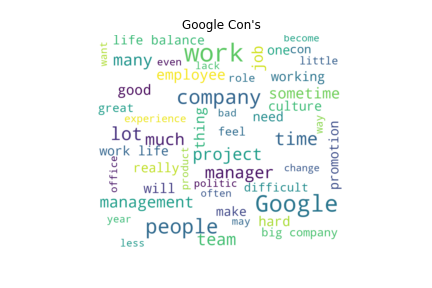 Google Con's
want
life balance
work
job
become
one
con
many
even
lack
little
employee
role
working
good
company
sometime
great
culture
experience
thing
bad
need
way
lot
much
feel
time
work life
project
promotion
office
really
product
manager
change
will
politic
difficult
management
often
make
Google
year
people
may
hard
team
big company
less